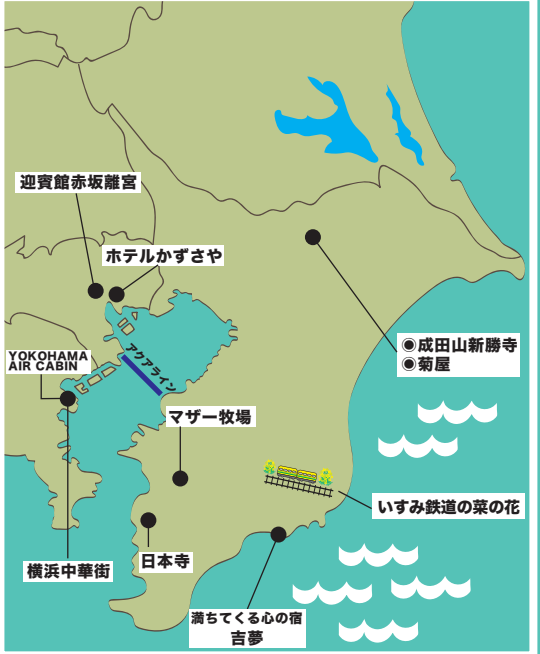 迎賓館赤坂離宮
ホテルかずさや
アクアライン
YOKOHAMA
AIR CABIN
◉成田山新勝寺
◉菊屋
マザー牧場
いすみ鉄道の菜の花
日本寺
横浜中華街
満ちてくる心の宿
吉夢